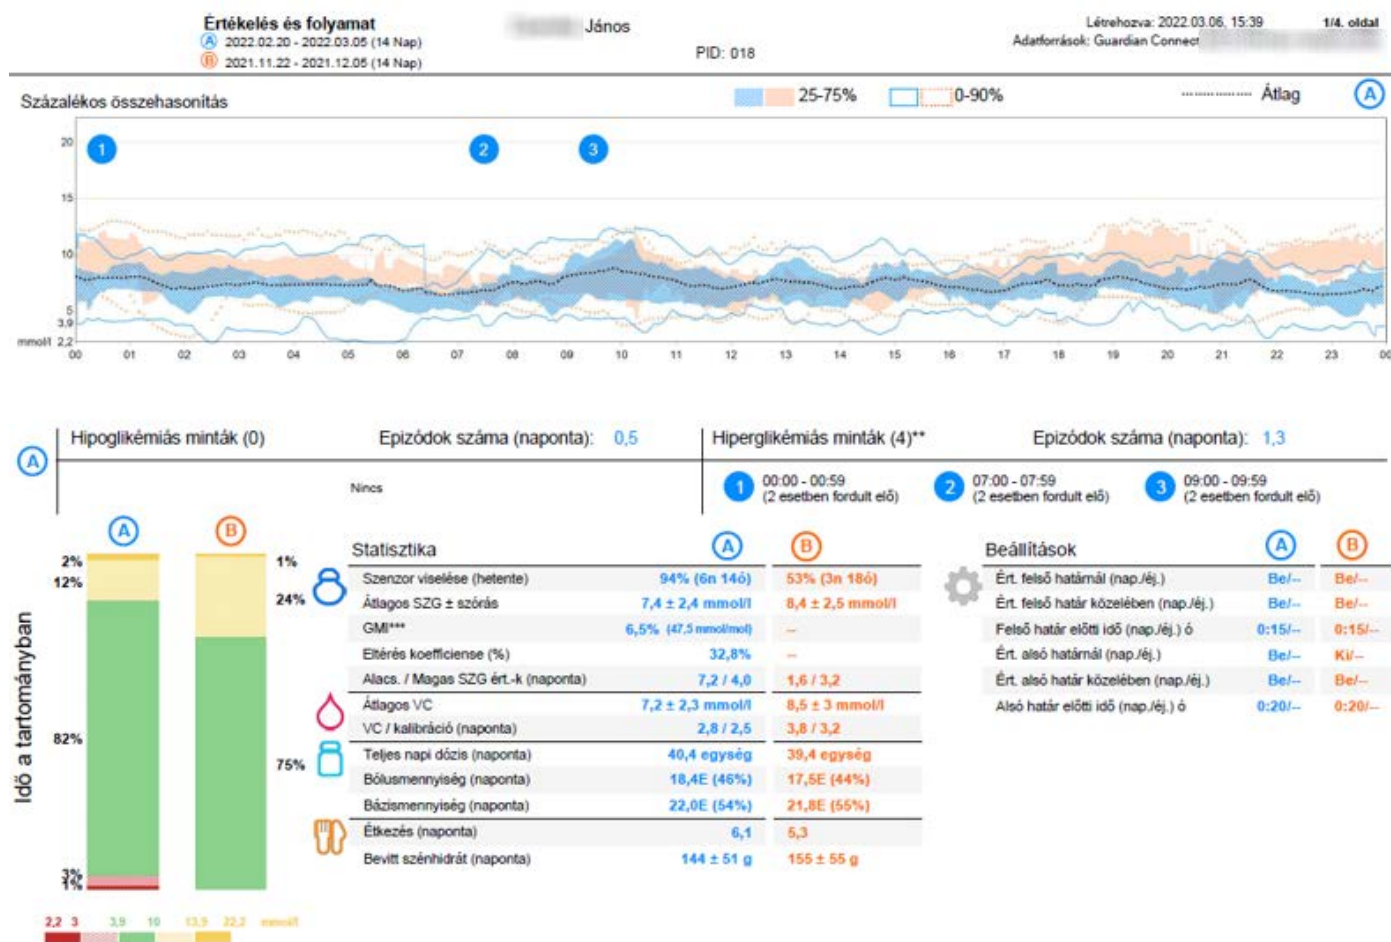 Értékelés és folyamat
A 2022.02.20 - 2022.03.05 (14 Nap)
B 2021.11.22 - 2021.12.05 (14 Nap)
János
PID: 018
Létrehozva: 2022.03.06, 15:39 1/4. oldal
Adatforrások: Guardian Connect
Százalékos összehasonítás
25-75% 0-90% Átlag A
20
15
10
5
3,9
mmol/l 2,2
1 2 3
00 01 02 03 04 05 06 07 08 09 10 11 12 13 14 15 16 17 18 19 20 21 22 23 00
A
Hipoglikémiás minták (0) Epizódok száma (naponta): 0,5
Nincs
Hiperglikémiás minták (4)** Epizódok száma (naponta): 1,3
1 00:00 - 00:59
(2 esetben fordult elő)
2 07:00 - 07:59
(2 esetben fordult elő)
3 09:00 - 09:59
(2 esetben fordult elő)
Idő a tartományban
A B
2% 1%
12% 24%
82% 75%
3%
1%
2,2 3 3,9 10 13,9 22,2 mmol/l
Statisztika A B
Szenzor viselése (hetente) 94% (6n 14ó) 53% (3n 18ó)
Átlagos SZG ± szórás 7,4 ± 2,4 mmol/l 8,4 ± 2,5 mmol/l
GMI*** 6,5% (47,5 mmol/mol) --
Eltérés koefficiense (%) 32,8% --
Alacs. / Magas SZG ért.-k (naponta) 7,2 / 4,0 1,6 / 3,2
Átlagos VC 7,2 ± 2,3 mmol/l 8,5 ± 3 mmol/l
VC / kalibráció (naponta) 2,8 / 2,5 3,8 / 3,2
Teljes napi dózis (naponta) 40,4 egység 39,4 egység
Bólusmennyiség (naponta) 18,4E (46%) 17,5E (44%)
Bázismennyiség (naponta) 22,0E (54%) 21,8E (55%)
Étkezés (naponta) 6,1 5,3
Bevitt szénhidrát (naponta) 144 ± 51 g 155 ± 55 g
Beállítások A B
Ért. felső határnál (nap./éj.) Be/-- Be/--
Ért. felső határ közelében (nap./éj.) Be/-- Be/--
Felső határ előtti idő (nap./éj.) ó 0:15/-- 0:15/--
Ért. alsó határnál (nap./éj.) Be/-- Ki/--
Ért. alsó határ közelében (nap./éj.) Be/-- Be/--
Alsó határ előtti idő (nap./éj.) ó 0:20/-- 0:20/--